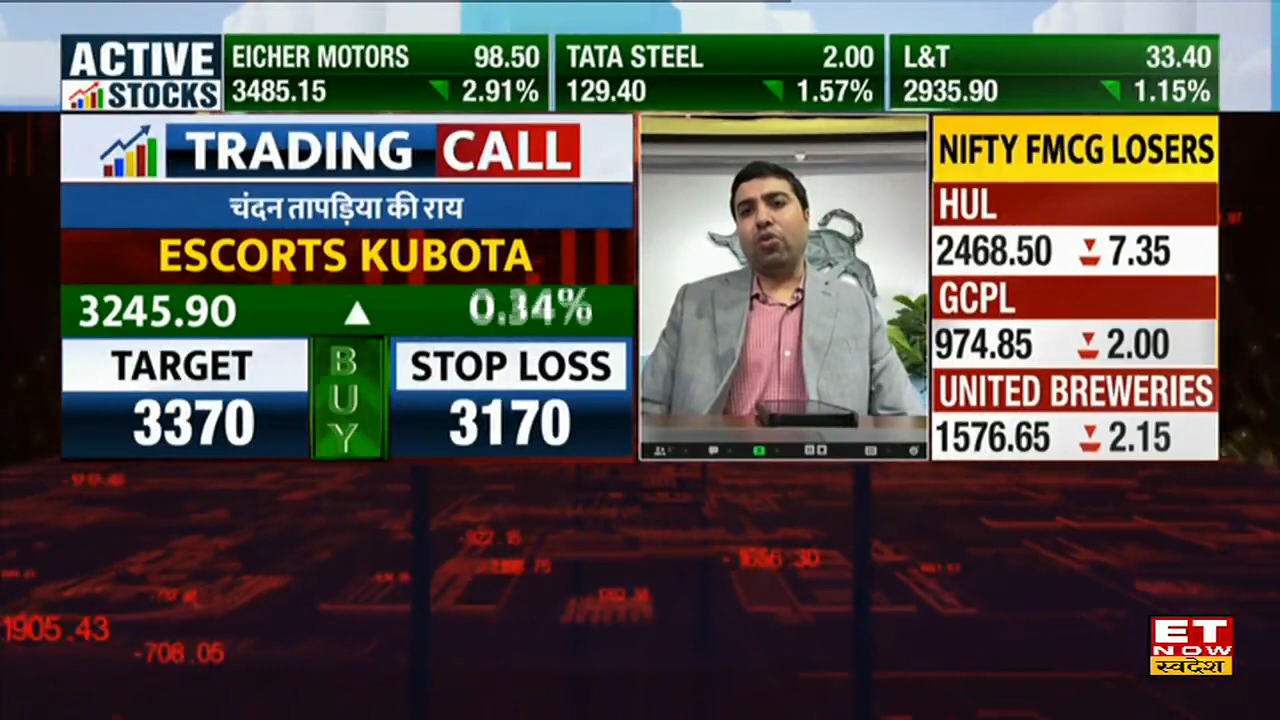 ACTIVE STOCKS
EICHER MOTORS 98.50
3485.15 2.91%
TATA STEEL 2.00
129.40 1.57%
L&T 33.40
2935.90 1.15%
TRADING CALL
चंदन तापड़िया की राय
ESCORTS KUBOTA
3245.90 0.34%
TARGET
3370
BUY
STOP LOSS
3170
NIFTY FMCG LOSERS
HUL
2468.50 7.35
GCPL
974.85 2.00
UNITED BREWERIES
1576.65 2.15
1905.43
-708.05
ET
NOW
स्वदेश